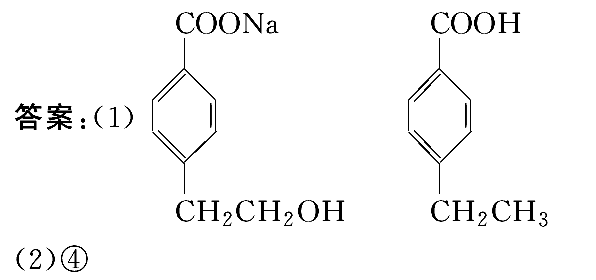 COONa COOH
答案:(1)
CH₂CH₂OH CH₂CH₃
(2)④